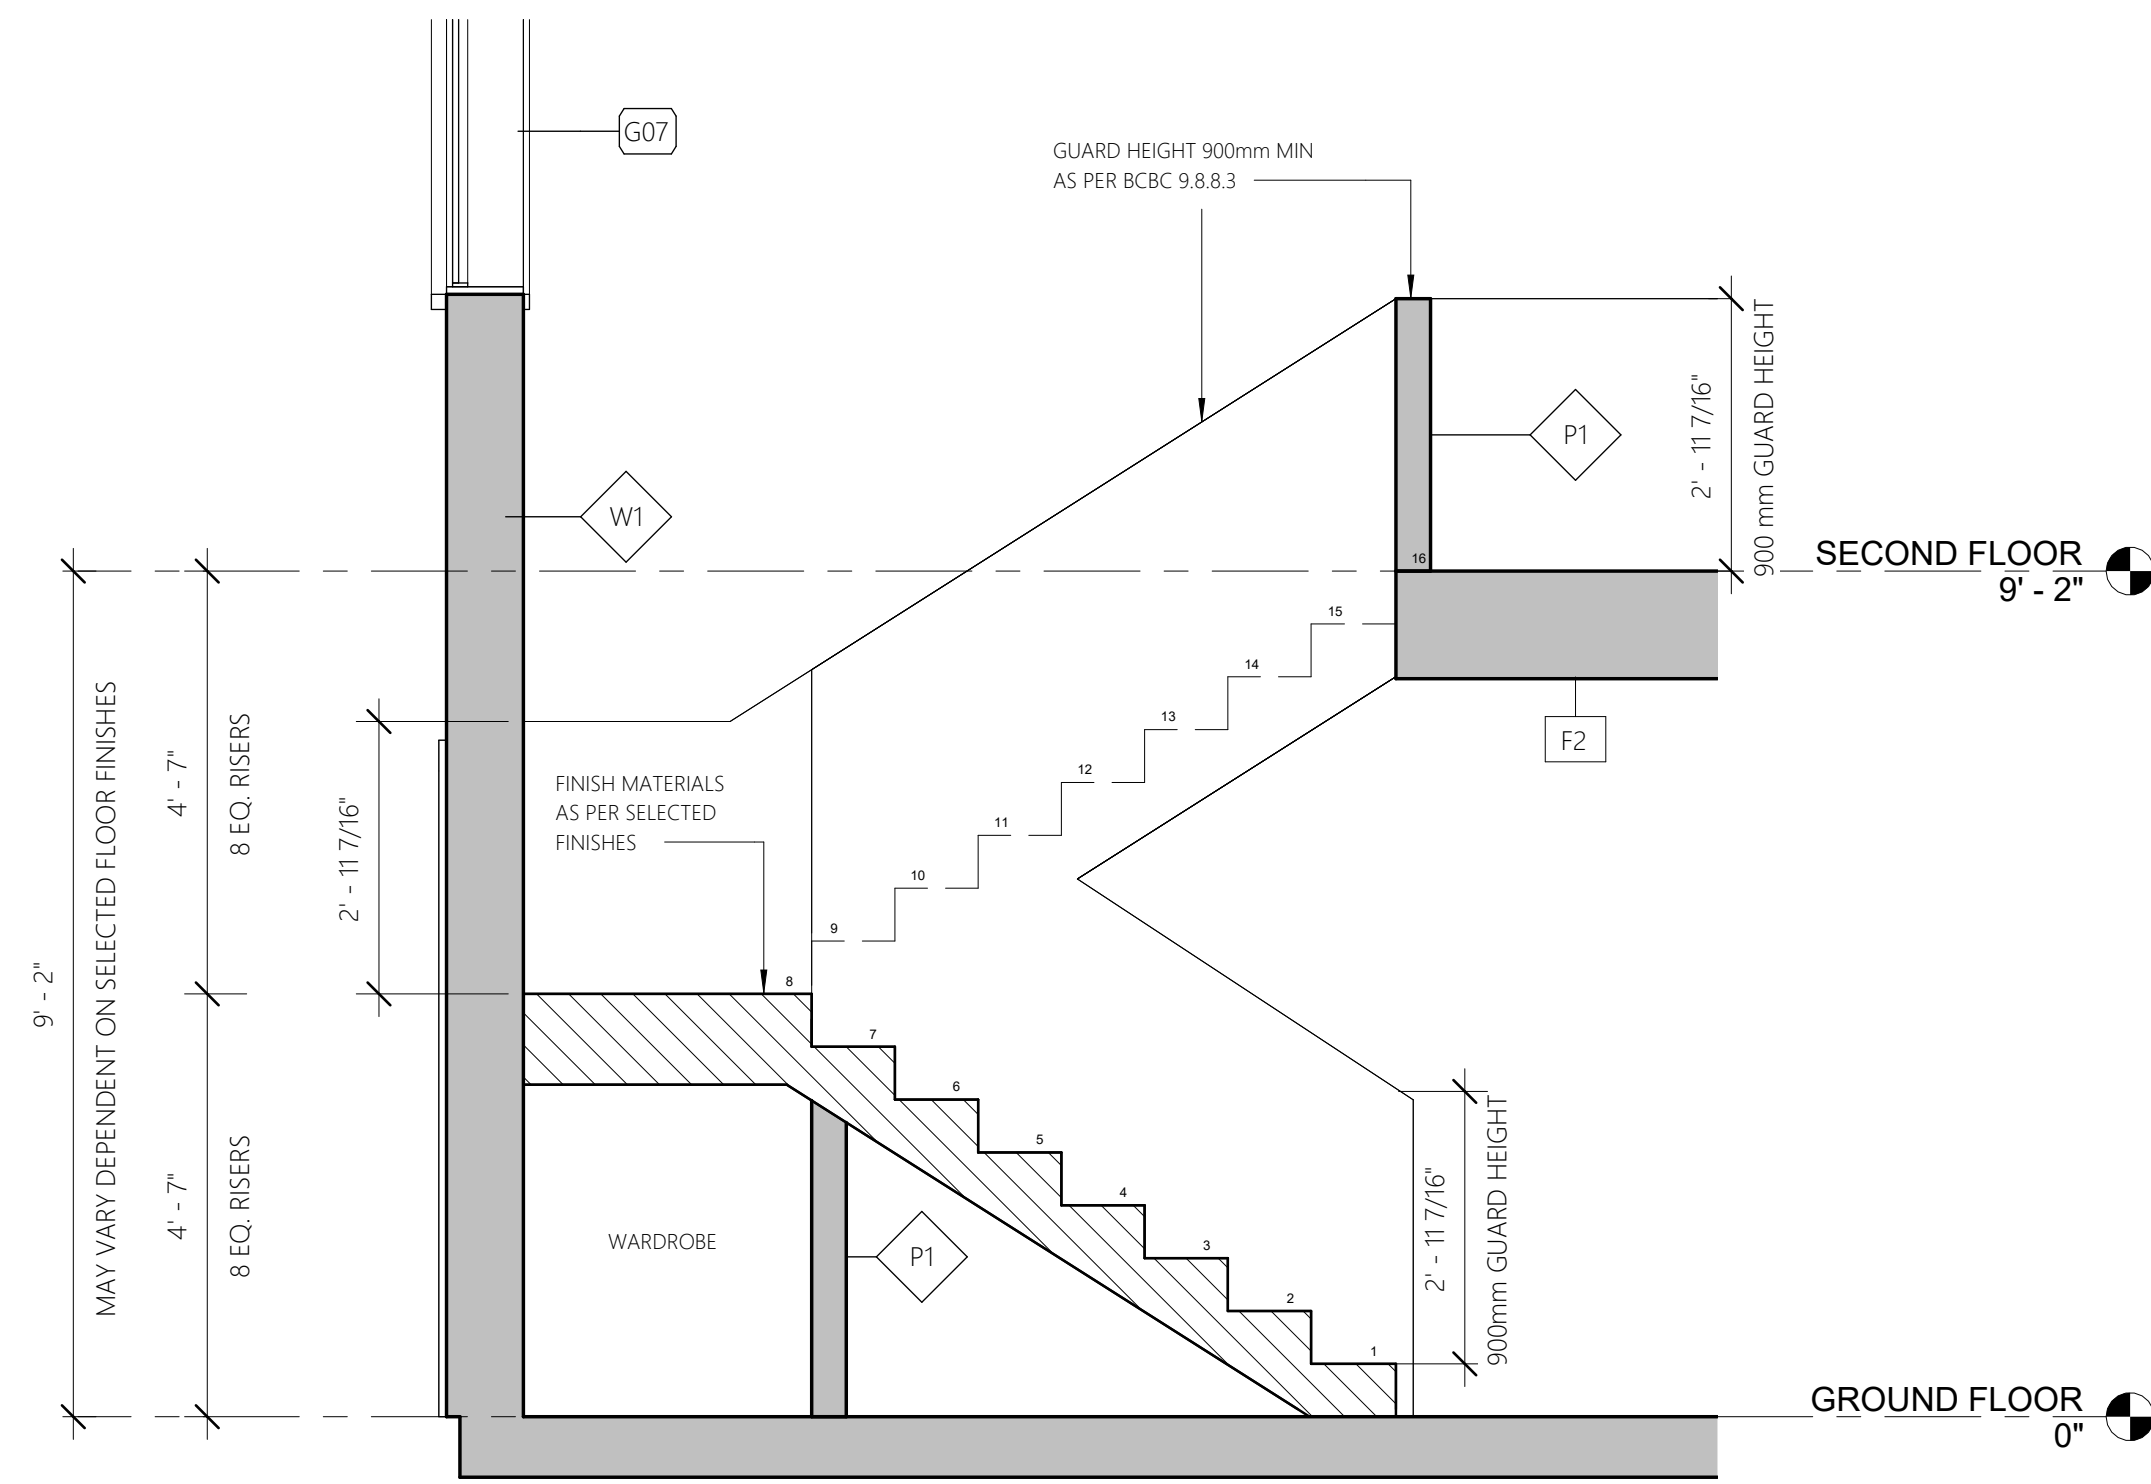 G07
GUARD HEIGHT 900mm MIN
AS PER BCBC 9.8.8.3
W1
P1
2' - 11 7/16"
900 mm GUARD HEIGHT
SECOND FLOOR
9' - 2"
16
15
14
13
12
11
10
9
F2
FINISH MATERIALS
AS PER SELECTED
FINISHES
9' - 2"
MAY VARY DEPENDENT ON SELECTED FLOOR FINISHES
4' - 7"
8 EQ. RISERS
2' - 11 7/16"
4' - 7"
8 EQ. RISERS
8
7
6
5
4
3
2
1
WARDROBE
P1
2' - 11 7/16"
900mm GUARD HEIGHT
GROUND FLOOR
0"